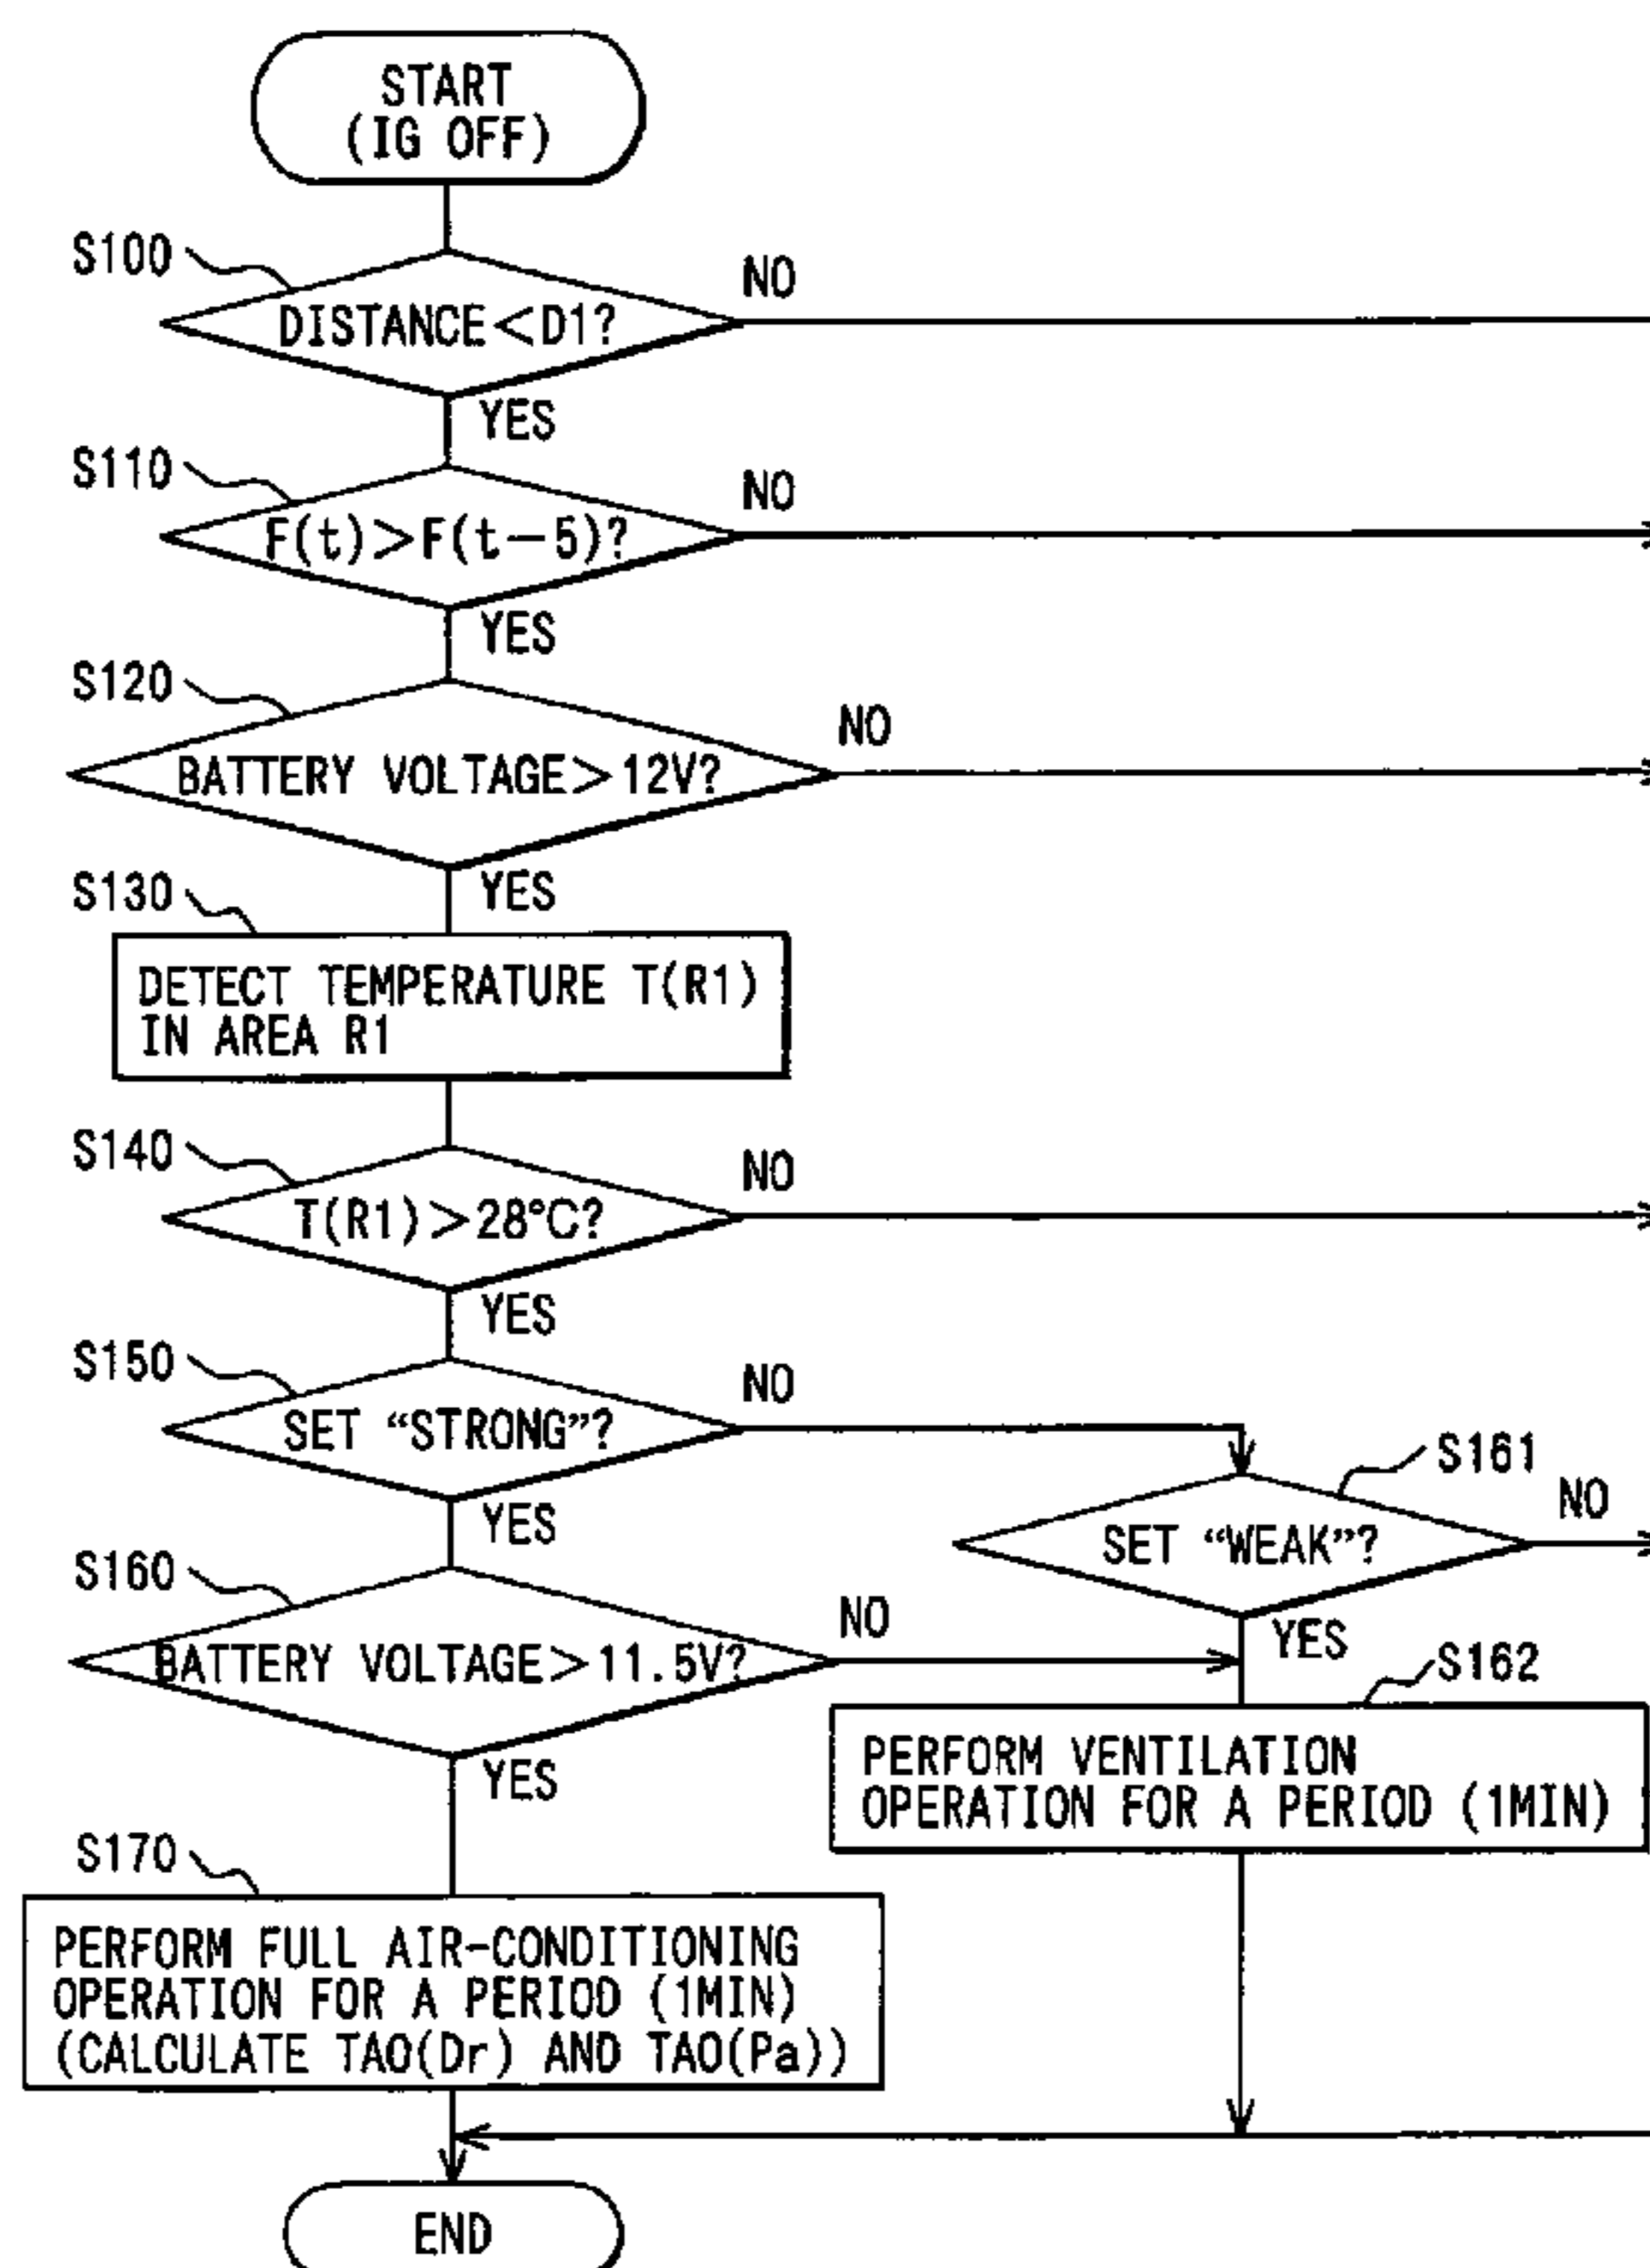 START
(IG OFF)
S100
DISTANCE<D1?
NO
YES
S110
F(t)>F(t-5)?
NO
YES
S120
BATTERY VOLTAGE>12V?
NO
YES
S130
DETECT TEMPERATURE T(R1)
IN AREA R1
S140
T(R1)>28°C?
NO
YES
S150
SET “STRONG”?
NO
YES
S161
SET “WEAK”?
NO
YES
S160
BATTERY VOLTAGE>11.5V?
NO
YES
S162
PERFORM VENTILATION
OPERATION FOR A PERIOD (1MIN)
S170
PERFORM FULL AIR-CONDITIONING
OPERATION FOR A PERIOD (1MIN)
(CALCULATE TAO(Dr) AND TAO(Pa))
END